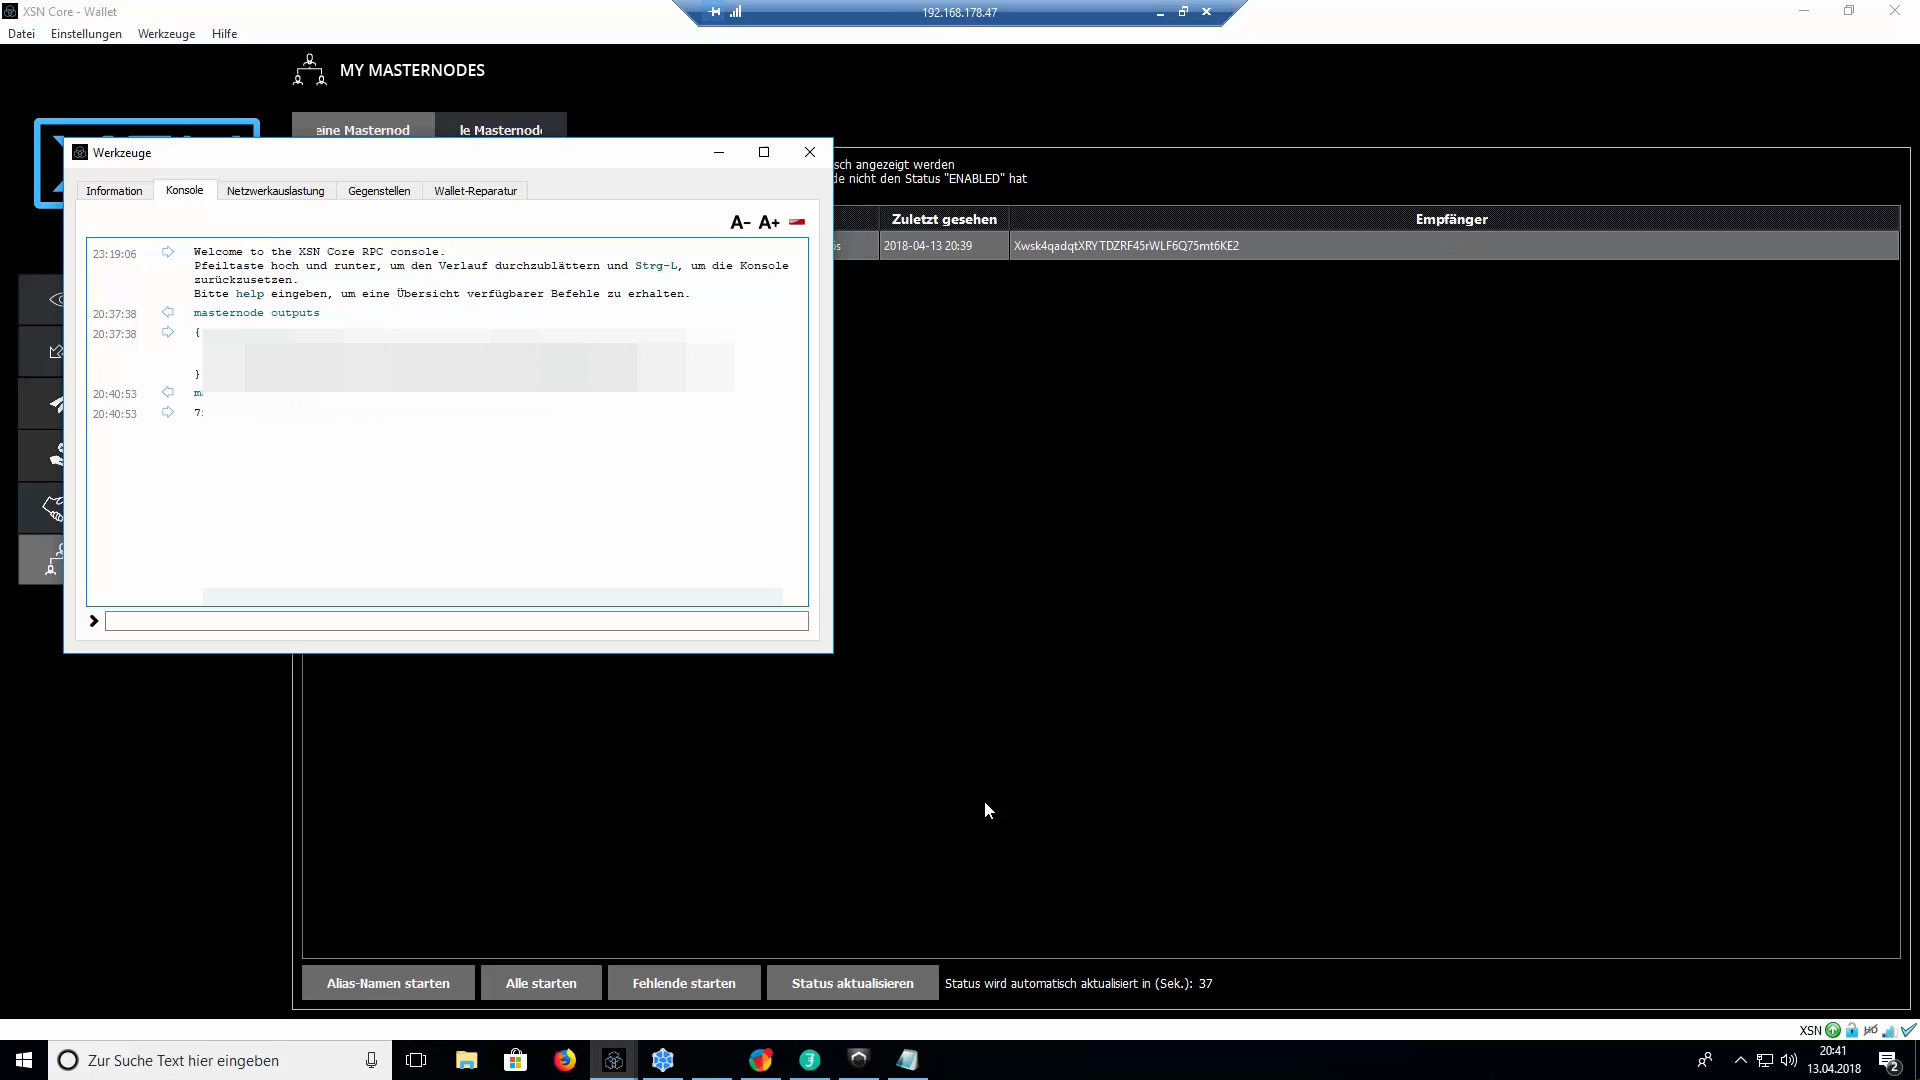 XSN Core - Wallet
192.168.178.47
Datei Einstellungen Werkzeuge Hilfe
MY MASTERNODES
eine Masternod le Masternode
sch angezeigt werden
de nicht den Status "ENABLED" hat
Zuletzt gesehen Empfänger
2018-04-13 20:39 Xwsk4qadqtXRYTDZRF45rWLF6Q75mt6KE2
Werkzeuge
Information Konsole Netzwerkauslastung Gegenstellen Wallet-Reparatur
A- A+
23:19:06 Welcome to the XSN Core RPC console.
Pfeiltaste hoch und runter, um den Verlauf durchzublättern und Strg-L, um die Konsole
zurückzusetzen.
Bitte help eingeben, um eine Übersicht verfügbarer Befehle zu erhalten.
20:37:38 masternode outputs
20:37:38 {
}
20:40:53 m
20:40:53 7
Alias-Namen starten Alle starten Fehlende starten Status aktualisieren Status wird automatisch aktualisiert in (Sek.): 37
XSN HD
Zur Suche Text hier eingeben
20:41
13.04.2018
2